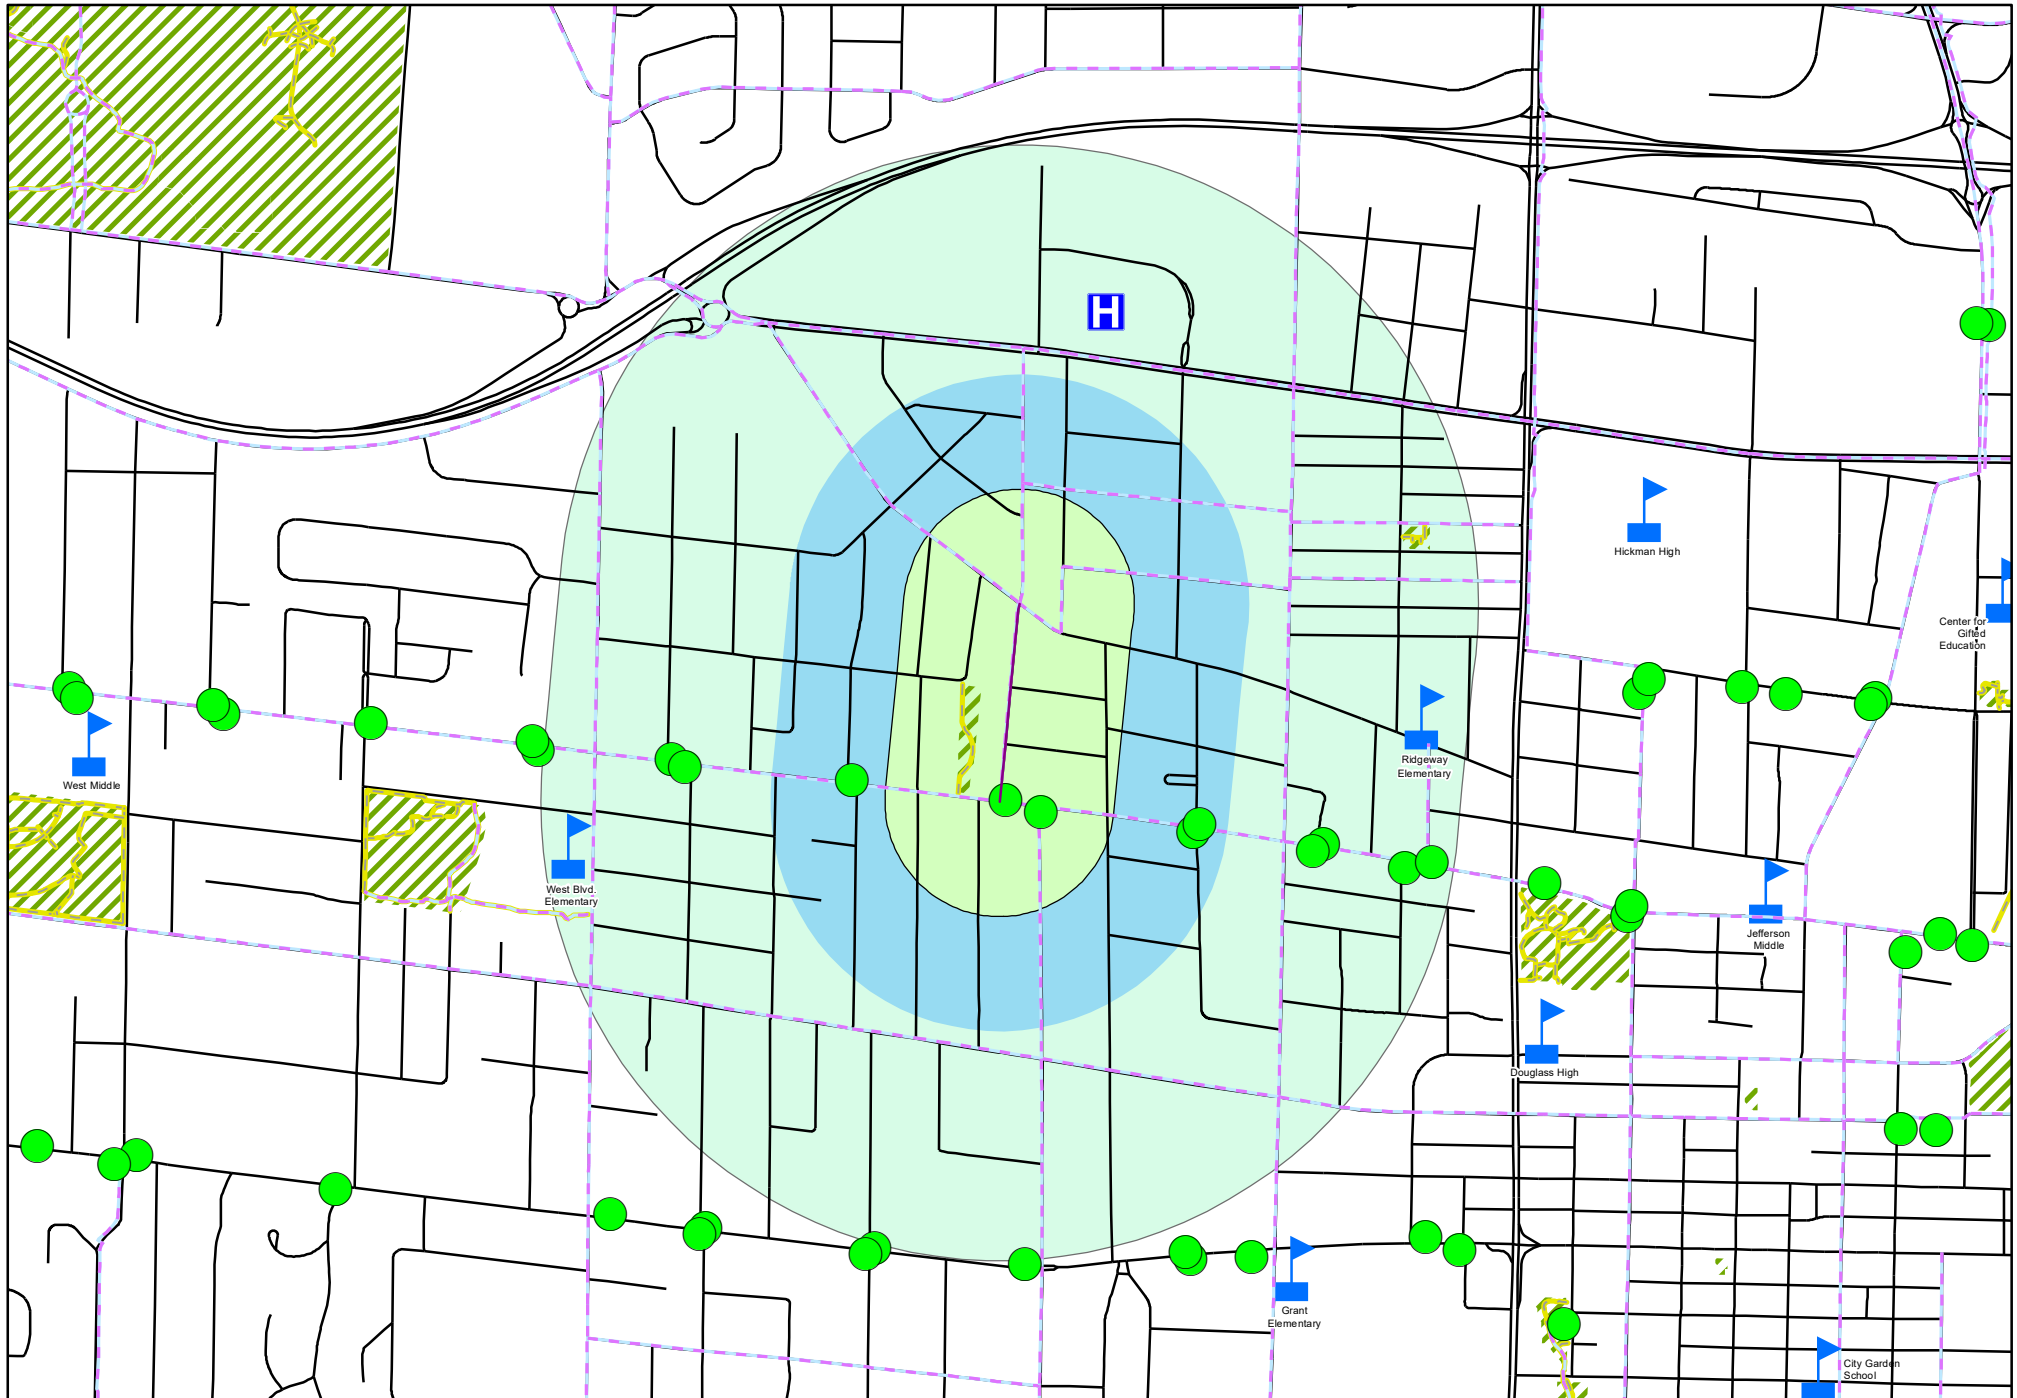 H
Hickman High
Center for
Gifted
Education
Ridgeway
Elementary
West Middle
West Blvd.
Elementary
Jefferson
Middle
Douglass High
Grant
Elementary
City Garden
School